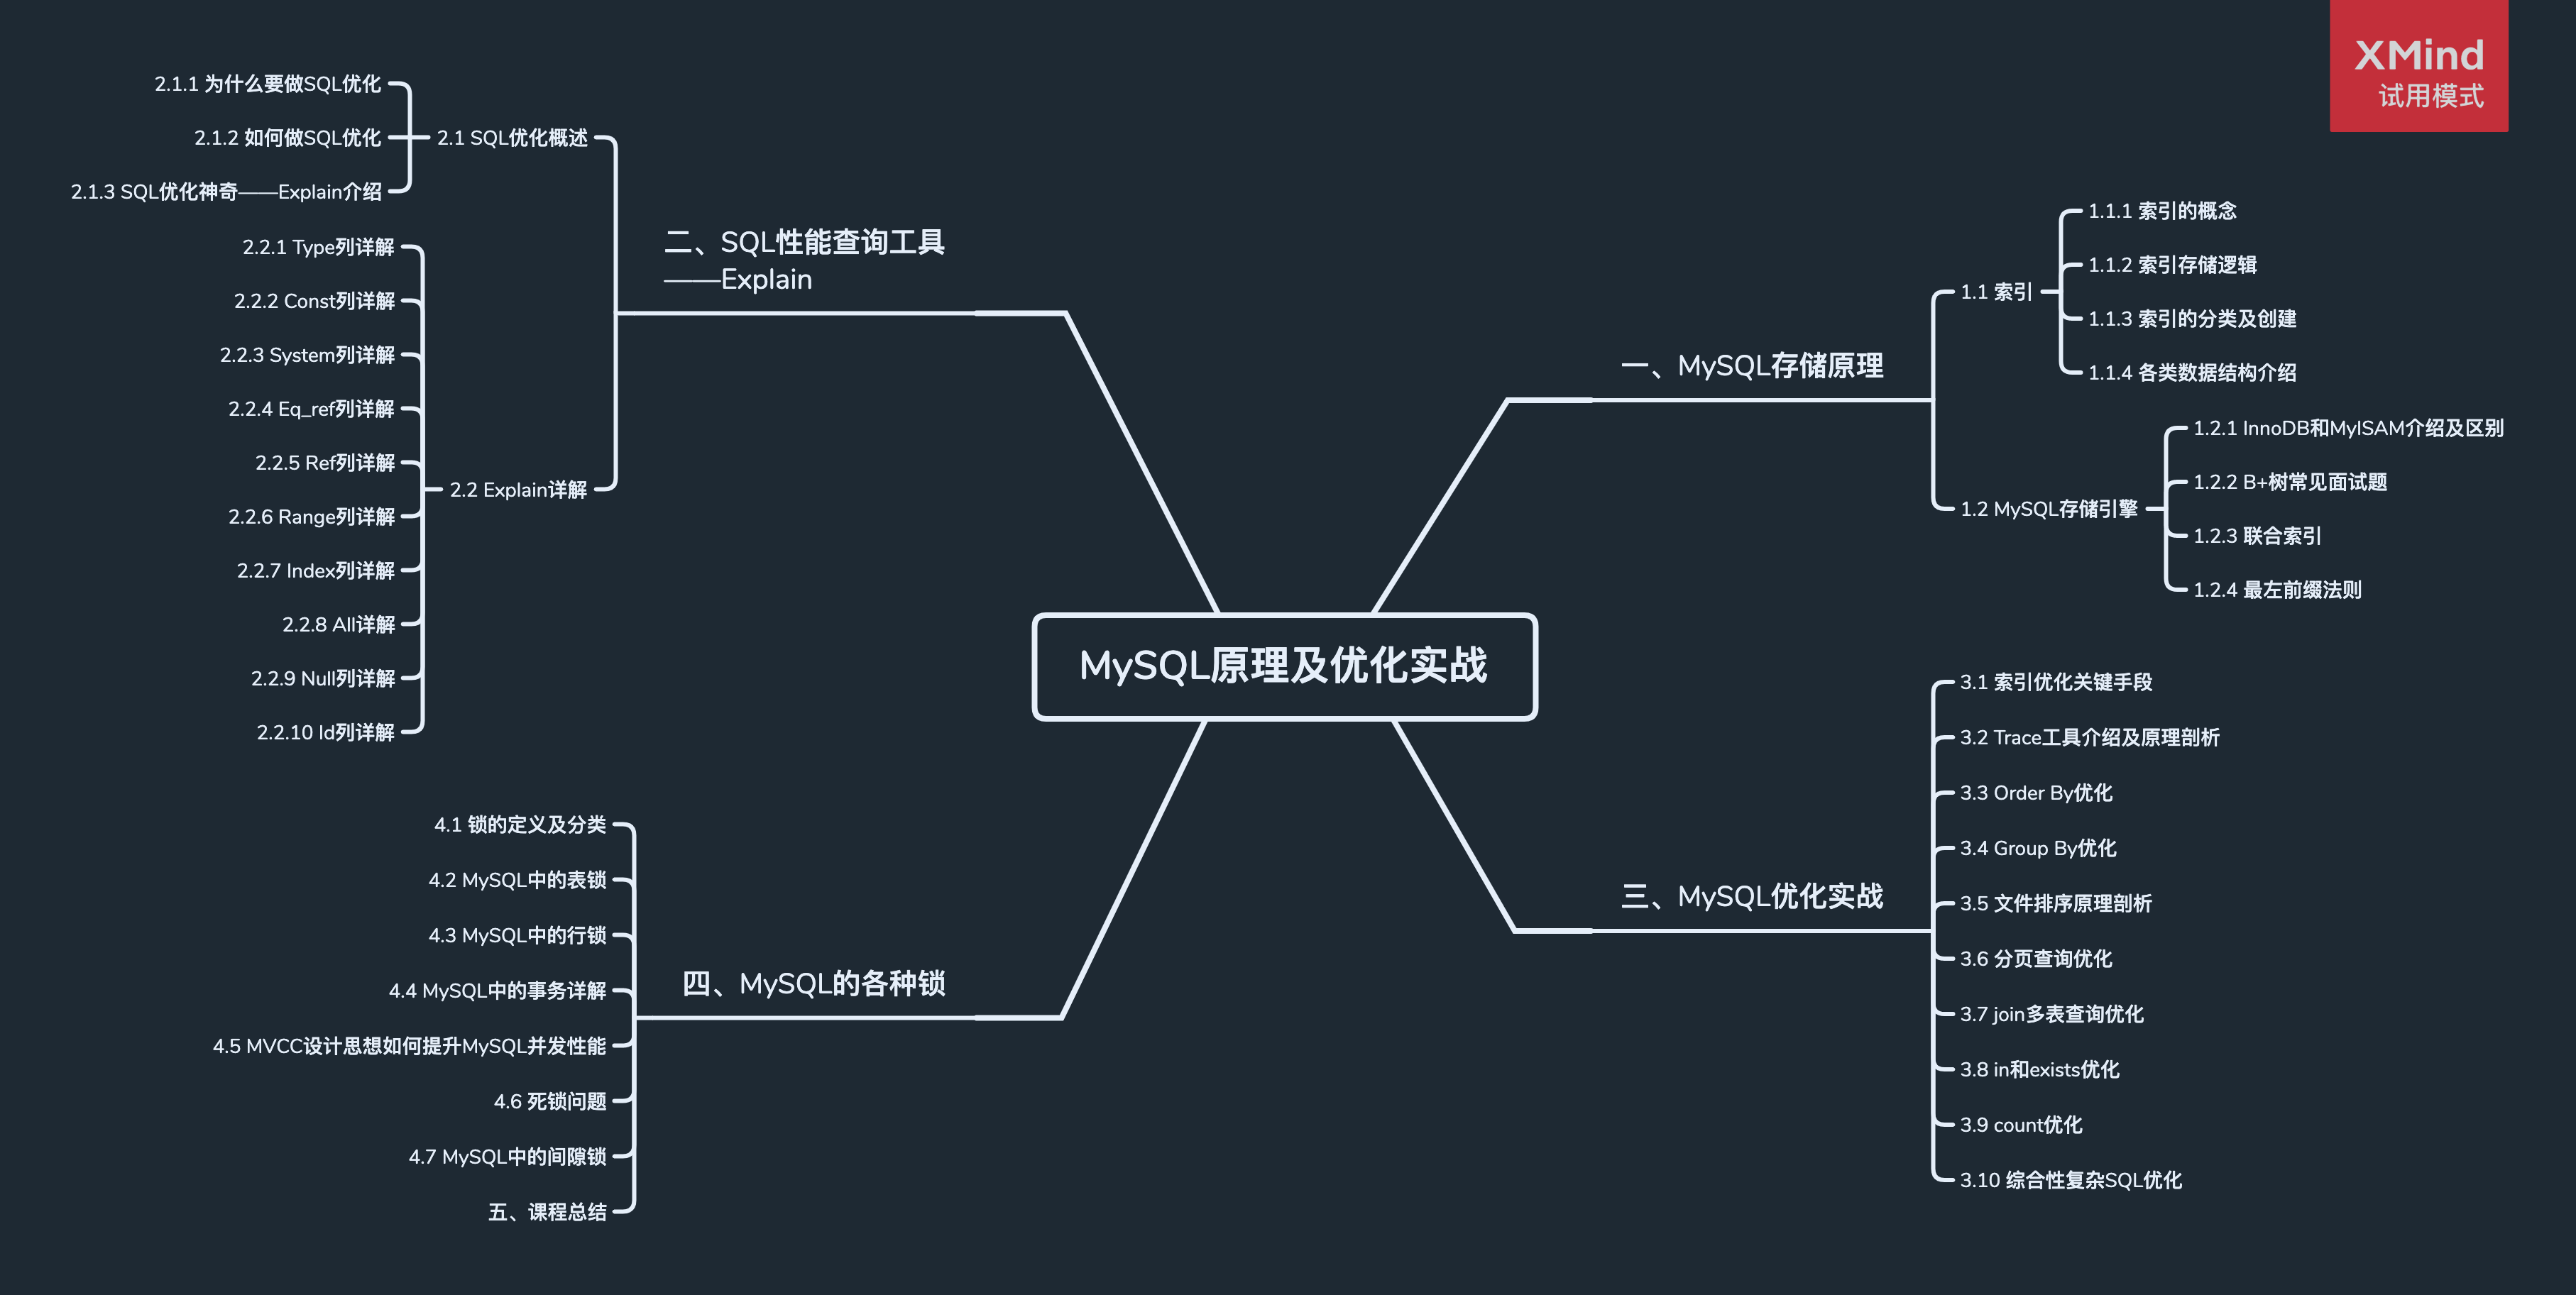 XMind
试用模式
MySQL原理及优化实战
一、MySQL存储原理
1.1 索引
1.1.1 索引的概念
1.1.2 索引存储逻辑
1.1.3 索引的分类及创建
1.1.4 各类数据结构介绍
1.2 MySQL存储引擎
1.2.1 InnoDB和MyISAM介绍及区别
1.2.2 B+树常见面试题
1.2.3 联合索引
1.2.4 最左前缀法则
二、SQL性能查询工具
——Explain
2.1 SQL优化概述
2.1.1 为什么要做SQL优化
2.1.2 如何做SQL优化
2.1.3 SQL优化神奇——Explain介绍
2.2 Explain详解
2.2.1 Type列详解
2.2.2 Const列详解
2.2.3 System列详解
2.2.4 Eq_ref列详解
2.2.5 Ref列详解
2.2.6 Range列详解
2.2.7 Index列详解
2.2.8 All详解
2.2.9 Null列详解
2.2.10 Id列详解
三、MySQL优化实战
3.1 索引优化关键手段
3.2 Trace工具介绍及原理剖析
3.3 Order By优化
3.4 Group By优化
3.5 文件排序原理剖析
3.6 分页查询优化
3.7 join多表查询优化
3.8 in和exists优化
3.9 count优化
3.10 综合性复杂SQL优化
四、MySQL的各种锁
4.1 锁的定义及分类
4.2 MySQL中的表锁
4.3 MySQL中的行锁
4.4 MySQL中的事务详解
4.5 MVCC设计思想如何提升MySQL并发性能
4.6 死锁问题
4.7 MySQL中的间隙锁
五、课程总结